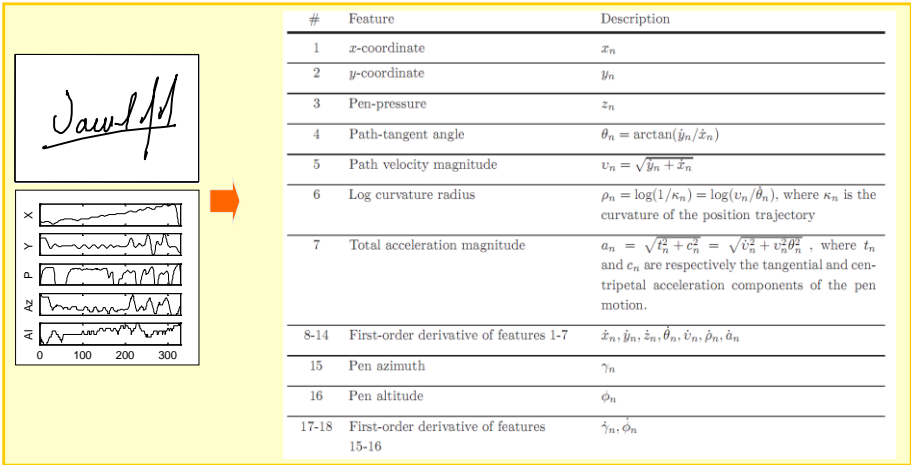 # Feature Description
1 x-coordinate xₙ
2 y-coordinate yₙ
3 Pen-pressure zₙ
4 Path-tangent angle θₙ = arctan(ẏₙ/ẋₙ)
5 Path velocity magnitude υₙ = √(ẏₙ + ẋₙ)
6 Log curvature radius ρₙ = log(1/κₙ) = log(υₙ/θ̇ₙ), where κₙ is the
curvature of the position trajectory
7 Total acceleration magnitude aₙ = √(tₙ² + cₙ²) = √(υ̇ₙ² + υₙ²θₙ²) , where tₙ
and cₙ are respectively the tangential and cen-
tripetal acceleration components of the pen
motion.
8-14 First-order derivative of features 1-7 ẋₙ, ẏₙ, żₙ, θ̇ₙ, υ̇ₙ, ρ̇ₙ, ȧₙ
15 Pen azimuth γₙ
16 Pen altitude ϕₙ
17-18 First-order derivative of features γ̇ₙ, ϕ̇ₙ
15-16
X
Y
P
Az
Al
0 100 200 300